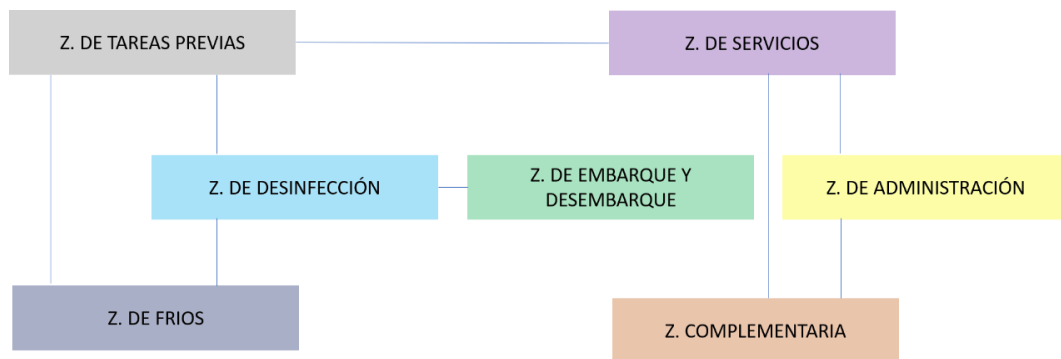 Z. DE TAREAS PREVIAS
Z. DE SERVICIOS
Z. DE DESINFECCIÓN
Z. DE EMBARQUE Y
DESEMBARQUE
Z. DE ADMINISTRACIÓN
Z. DE FRIOS
Z. COMPLEMENTARIA